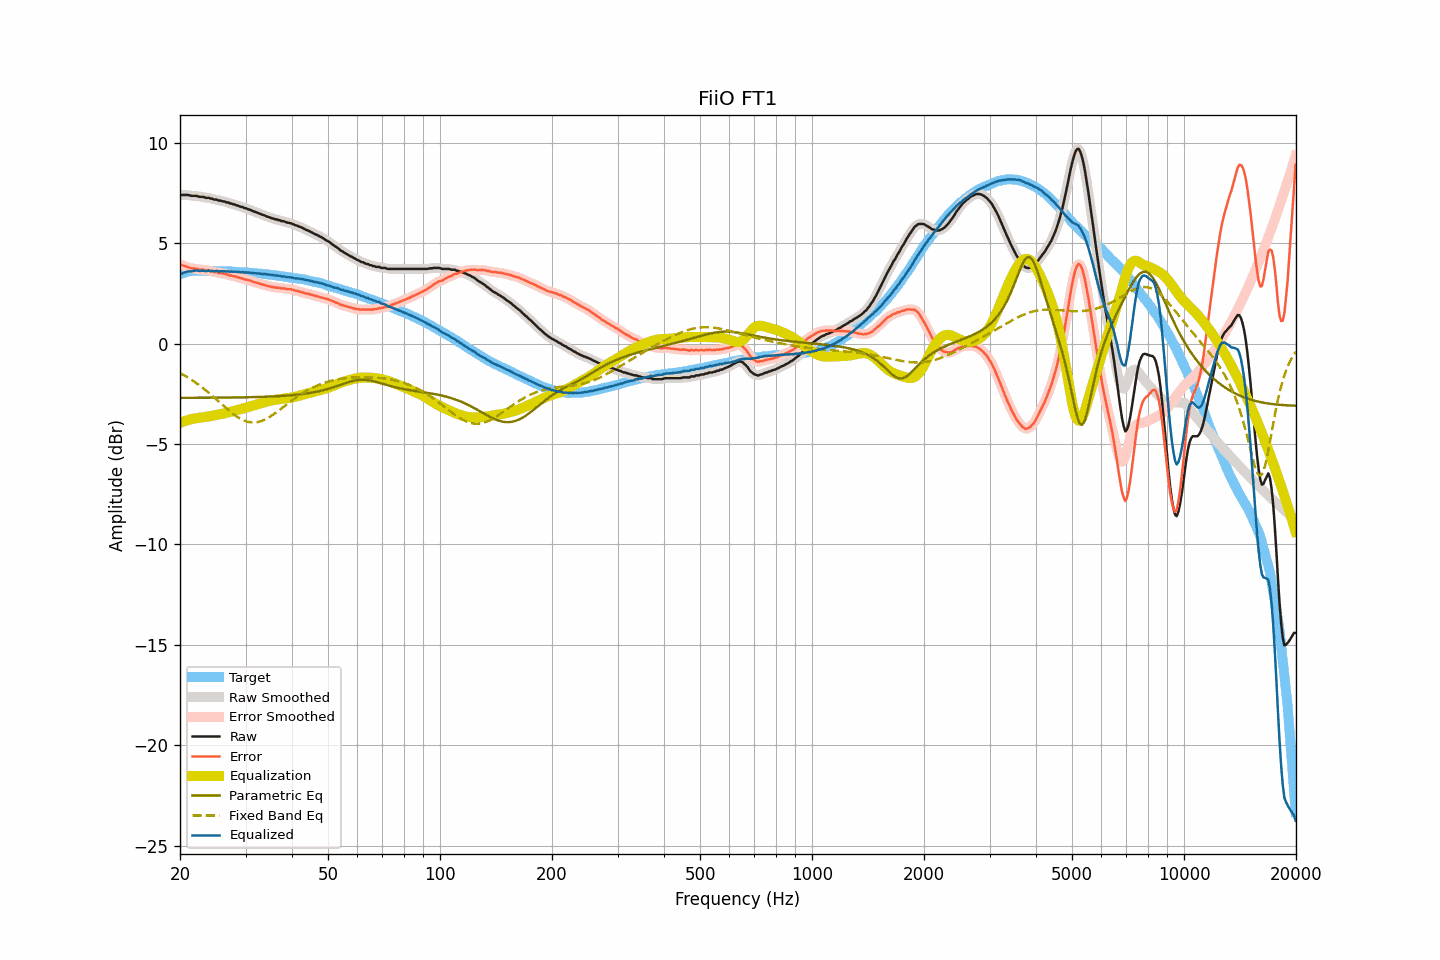 FiiO FT1
10
5
0
−5
−10
−15
−20
−25
Amplitude (dBr)
Target
Raw Smoothed
Error Smoothed
Raw
Error
Equalization
Parametric Eq
Fixed Band Eq
Equalized
20 50 100 200 500 1000 2000 5000 10000 20000
Frequency (Hz)